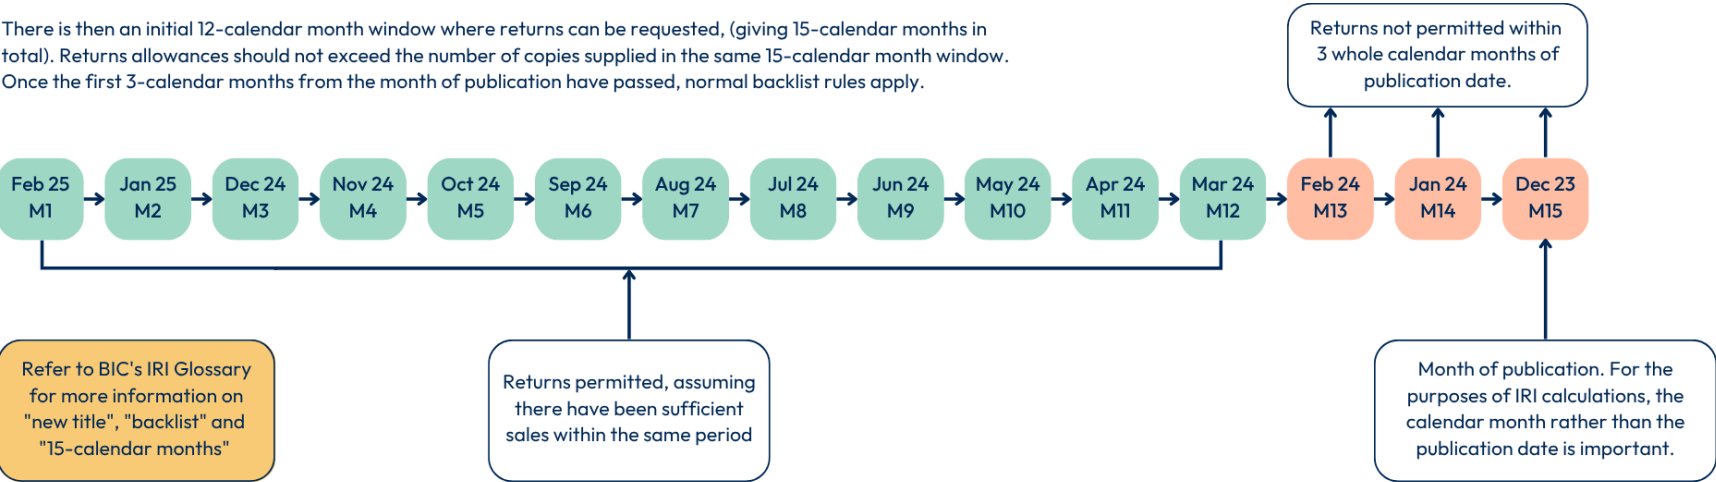 There is then an initial 12-calendar month window where returns can be requested, (giving 15-calendar months in
total). Returns allowances should not exceed the number of copies supplied in the same 15-calendar month window.
Once the first 3-calendar months from the month of publication have passed, normal backlist rules apply.
Returns not permitted within
3 whole calendar months of
publication date.
Feb 25
M1
Jan 25
M2
Dec 24
M3
Nov 24
M4
Oct 24
M5
Sep 24
M6
Aug 24
M7
Jul 24
M8
Jun 24
M9
May 24
M10
Apr 24
M11
Mar 24
M12
Feb 24
M13
Jan 24
M14
Dec 23
M15
Refer to BIC's IRI Glossary
for more information on
"new title", "backlist" and
"15-calendar months"
Returns permitted, assuming
there have been sufficient
sales within the same period
Month of publication. For the
purposes of IRI calculations, the
calendar month rather than the
publication date is important.